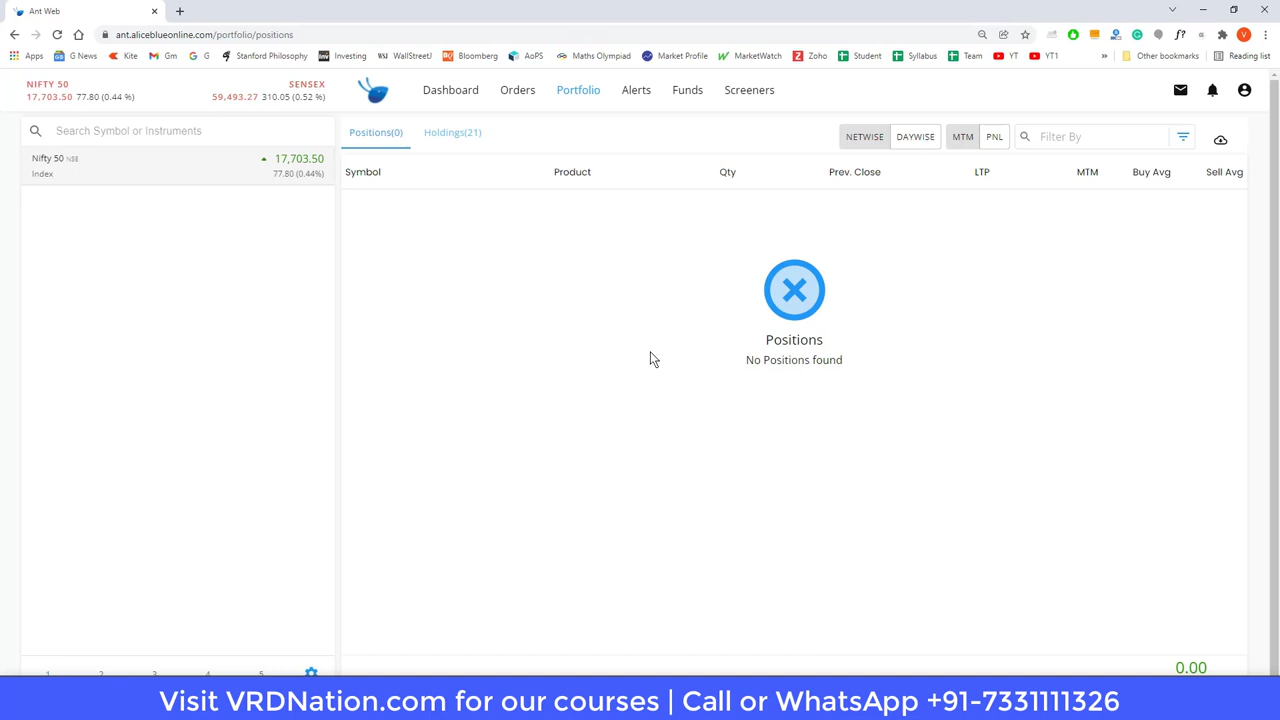 Ant Web
ant.aliceblueonline.com/portfolio/positions
Apps G News Kite Gm G Stanford Philosophy Investing WallStreetJ Bloomberg AoPS Maths Olympiad Market Profile MarketWatch Zoho Student Syllabus Team YT YT1 » Other bookmarks Reading list
NIFTY 50 SENSEX
17,703.50 77.80 (0.44 %) 59,493.27 310.05 (0.52 %)
Dashboard Orders Portfolio Alerts Funds Screeners
Search Symbol or Instruments
Positions(0) Holdings(21) NETWISE DAYWISE MTM PNL Filter By
Nifty 50 NSE 17,703.50
Index 77.80 (0.44%)
Symbol Product Qty Prev. Close LTP MTM Buy Avg Sell Avg
Positions
No Positions found
1 2 3 4 5
0.00
Visit VRDNation.com for our courses | Call or WhatsApp +91-7331111326